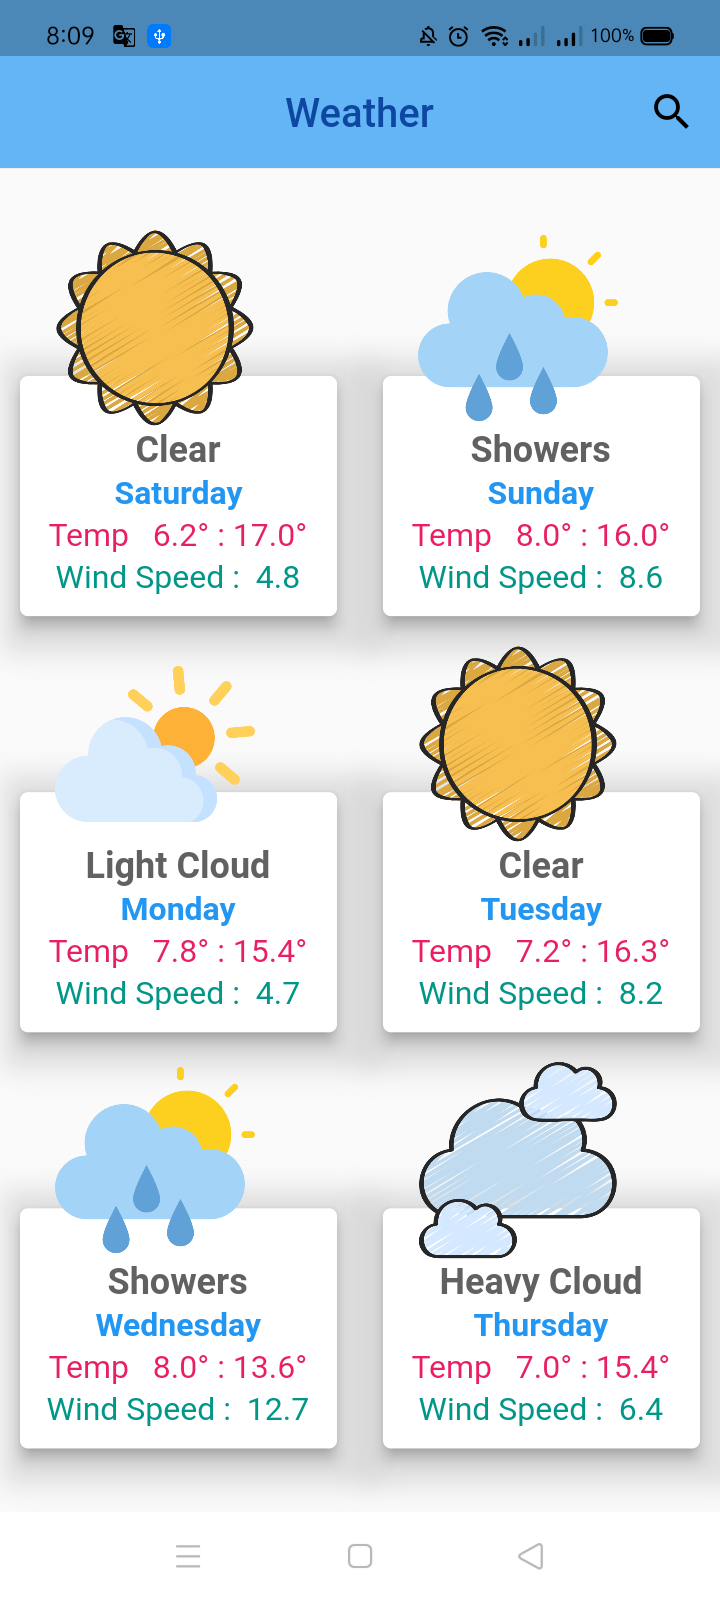 8:09
100%
Weather
Clear
Saturday
Temp 6.2° : 17.0°
Wind Speed : 4.8
Showers
Sunday
Temp 8.0° : 16.0°
Wind Speed : 8.6
Light Cloud
Monday
Temp 7.8° : 15.4°
Wind Speed : 4.7
Clear
Tuesday
Temp 7.2° : 16.3°
Wind Speed : 8.2
Showers
Wednesday
Temp 8.0° : 13.6°
Wind Speed : 12.7
Heavy Cloud
Thursday
Temp 7.0° : 15.4°
Wind Speed : 6.4